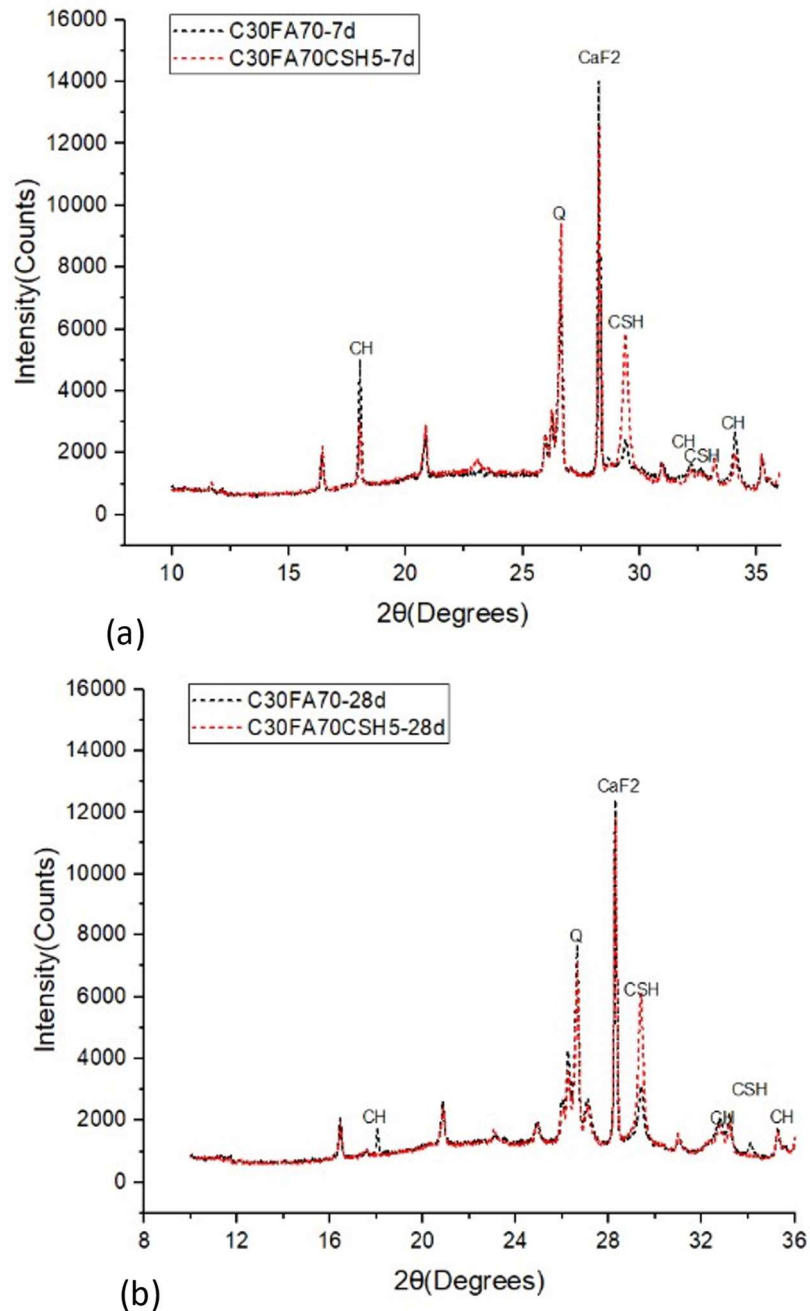 16000
14000
12000
10000
8000
6000
4000
2000
0
Intensity(Counts)
C30FA70-7d
C30FA70CSH5-7d
CaF2
Q
CSH
CH
CH
CSH
CH
10 15 20 25 30 35
2θ(Degrees)
(a)
16000
14000
12000
10000
8000
6000
4000
2000
0
Intensity(Counts)
C30FA70-28d
C30FA70CSH5-28d
CaF2
Q
CSH
CSH
CH
CH
CH
8 12 16 20 24 28 32 36
2θ(Degrees)
(b)